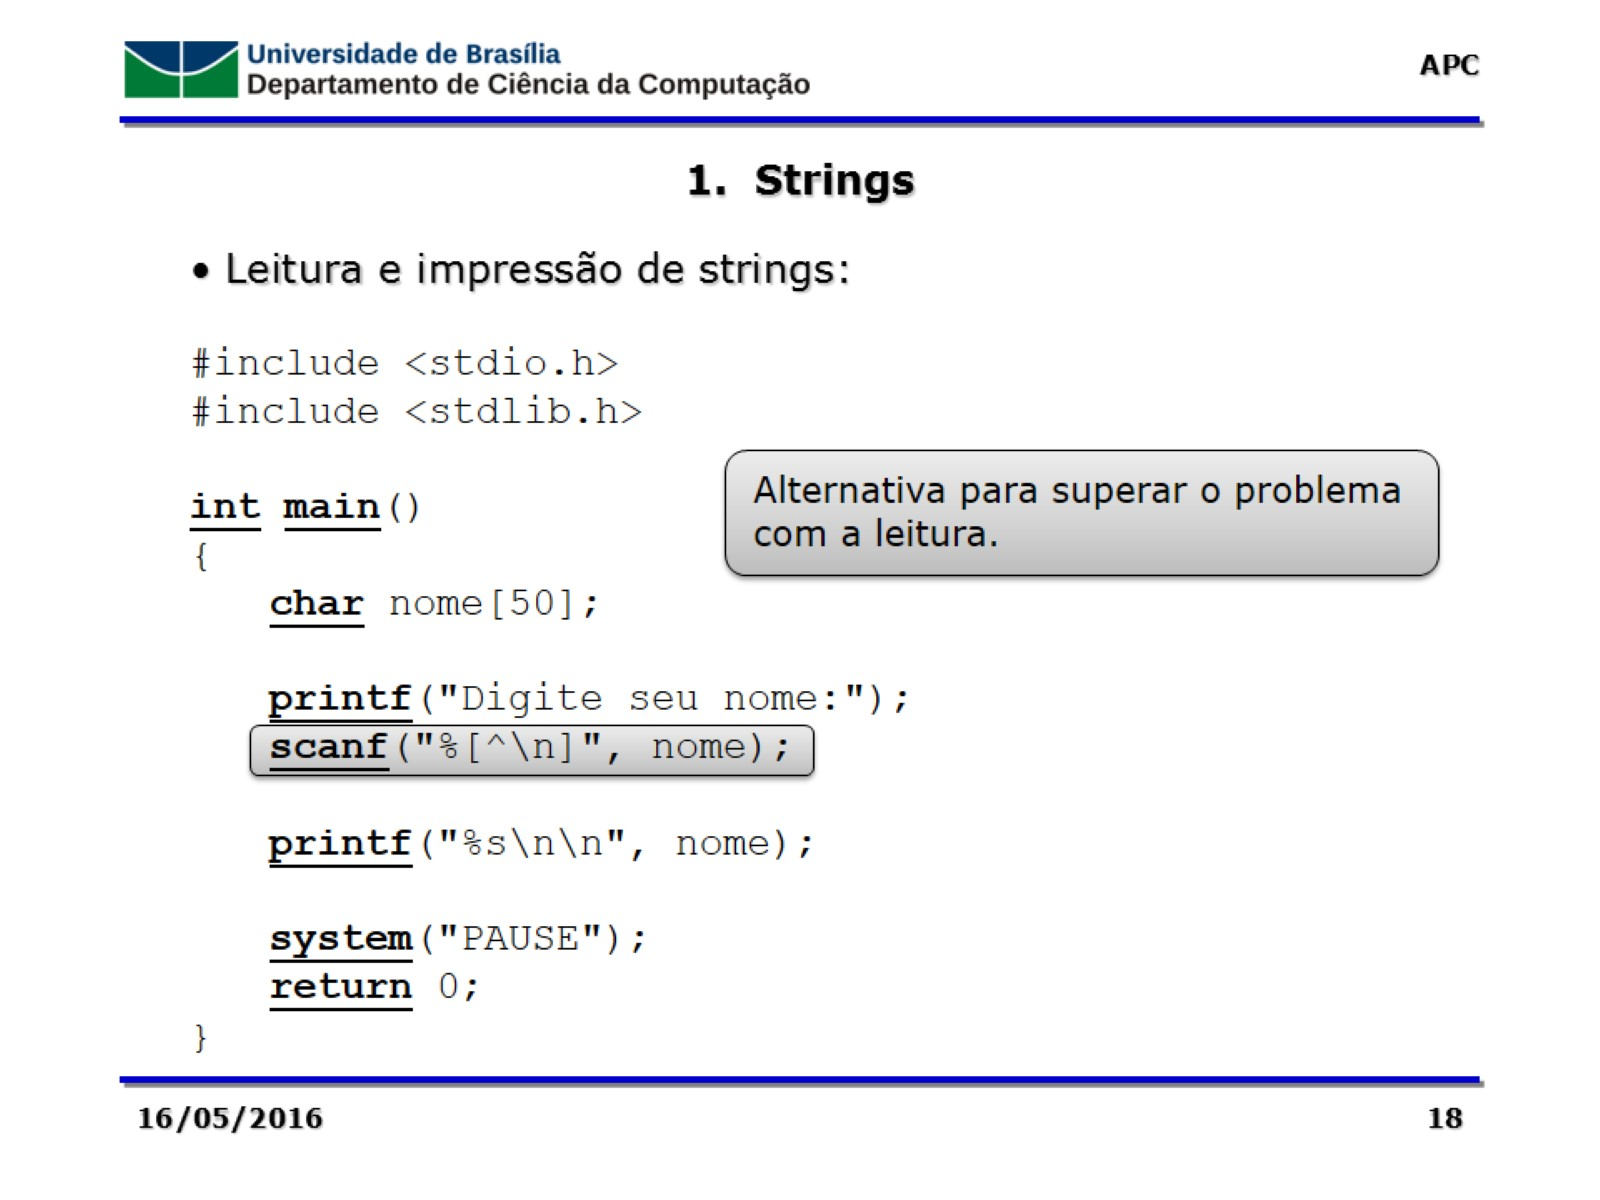 Universidade de Brasília
Departamento de Ciência da Computação
APC
1. Strings
• Leitura e impressão de strings:
#include <stdio.h>
#include <stdlib.h>
Alternativa para superar o problema
com a leitura.
int main()
{
char nome[50];
printf("Digite seu nome:");
scanf("%[^\n]", nome);
printf("%s\n\n", nome);
system("PAUSE");
return 0;
}
16/05/2016
18